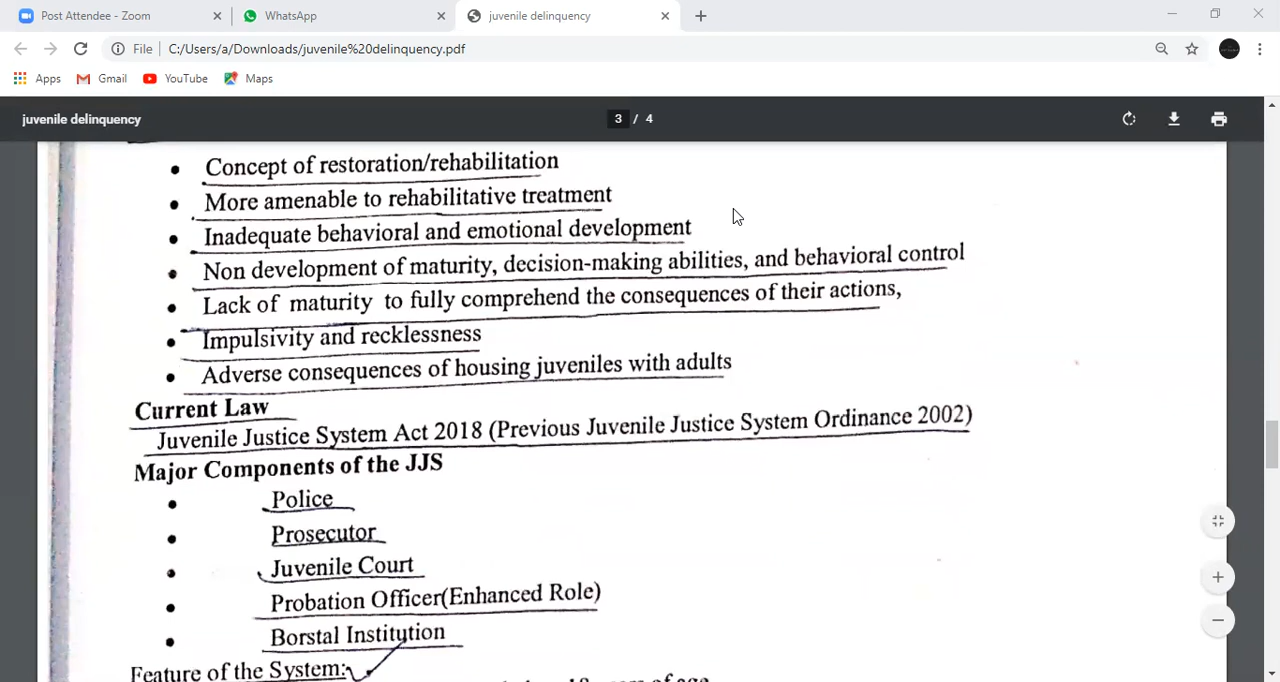 Post Attendee - Zoom
WhatsApp
juvenile delinquency
File
C:/Users/a/Downloads/juvenile%20delinquency.pdf
Apps
Gmail
YouTube
Maps
juvenile delinquency
3 / 4
• Concept of restoration/rehabilitation
• More amenable to rehabilitative treatment
• Inadequate behavioral and emotional development
• Non development of maturity, decision-making abilities, and behavioral control
• Lack of maturity to fully comprehend the consequences of their actions,
• Impulsivity and recklessness
• Adverse consequences of housing juveniles with adults
Current Law
Juvenile Justice System Act 2018 (Previous Juvenile Justice System Ordinance 2002)
Major Components of the JJS
• Police
• Prosecutor
• Juvenile Court
• Probation Officer(Enhanced Role)
• Borstal Institution
Feature of the System:
of age